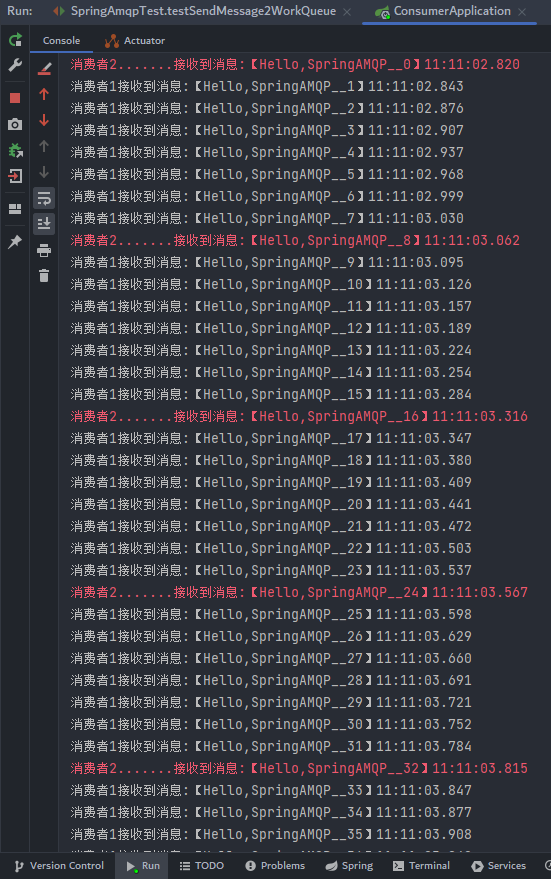 Run: SpringAmqpTest.testSendMessage2WorkQueue × ConsumerApplication ×
Console Actuator
消费者2.......接收到消息:【Hello,SpringAMQP__0】11:11:02.820
消费者1接收到消息:【Hello,SpringAMQP__1】11:11:02.843
消费者1接收到消息:【Hello,SpringAMQP__2】11:11:02.876
消费者1接收到消息:【Hello,SpringAMQP__3】11:11:02.907
消费者1接收到消息:【Hello,SpringAMQP__4】11:11:02.937
消费者1接收到消息:【Hello,SpringAMQP__5】11:11:02.968
消费者1接收到消息:【Hello,SpringAMQP__6】11:11:02.999
消费者1接收到消息:【Hello,SpringAMQP__7】11:11:03.030
消费者2.......接收到消息:【Hello,SpringAMQP__8】11:11:03.062
消费者1接收到消息:【Hello,SpringAMQP__9】11:11:03.095
消费者1接收到消息:【Hello,SpringAMQP__10】11:11:03.126
消费者1接收到消息:【Hello,SpringAMQP__11】11:11:03.157
消费者1接收到消息:【Hello,SpringAMQP__12】11:11:03.189
消费者1接收到消息:【Hello,SpringAMQP__13】11:11:03.224
消费者1接收到消息:【Hello,SpringAMQP__14】11:11:03.254
消费者1接收到消息:【Hello,SpringAMQP__15】11:11:03.284
消费者2.......接收到消息:【Hello,SpringAMQP__16】11:11:03.316
消费者1接收到消息:【Hello,SpringAMQP__17】11:11:03.347
消费者1接收到消息:【Hello,SpringAMQP__18】11:11:03.380
消费者1接收到消息:【Hello,SpringAMQP__19】11:11:03.409
消费者1接收到消息:【Hello,SpringAMQP__20】11:11:03.441
消费者1接收到消息:【Hello,SpringAMQP__21】11:11:03.472
消费者1接收到消息:【Hello,SpringAMQP__22】11:11:03.503
消费者1接收到消息:【Hello,SpringAMQP__23】11:11:03.537
消费者2.......接收到消息:【Hello,SpringAMQP__24】11:11:03.567
消费者1接收到消息:【Hello,SpringAMQP__25】11:11:03.598
消费者1接收到消息:【Hello,SpringAMQP__26】11:11:03.629
消费者1接收到消息:【Hello,SpringAMQP__27】11:11:03.660
消费者1接收到消息:【Hello,SpringAMQP__28】11:11:03.691
消费者1接收到消息:【Hello,SpringAMQP__29】11:11:03.721
消费者1接收到消息:【Hello,SpringAMQP__30】11:11:03.752
消费者1接收到消息:【Hello,SpringAMQP__31】11:11:03.784
消费者2.......接收到消息:【Hello,SpringAMQP__32】11:11:03.815
消费者1接收到消息:【Hello,SpringAMQP__33】11:11:03.847
消费者1接收到消息:【Hello,SpringAMQP__34】11:11:03.877
消费者1接收到消息:【Hello,SpringAMQP__35】11:11:03.908
Version Control Run TODO Problems Spring Terminal Services